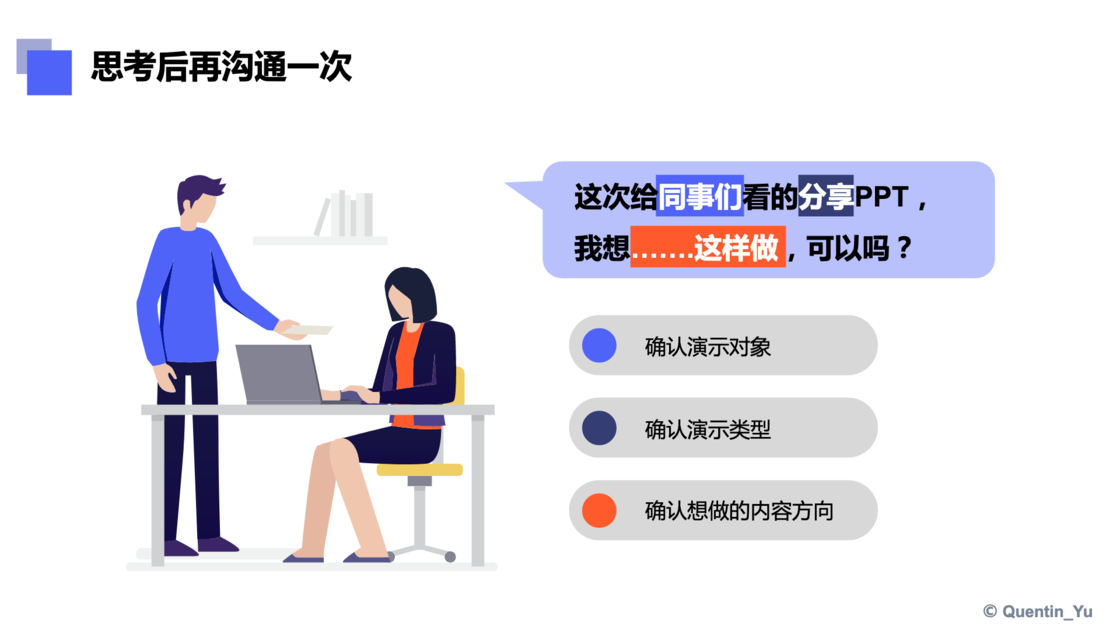 思考后再沟通一次
这次给同事们看的分享PPT，
我想.......这样做，可以吗？
确认演示对象
确认演示类型
确认想做的内容方向
© Quentin_Yu